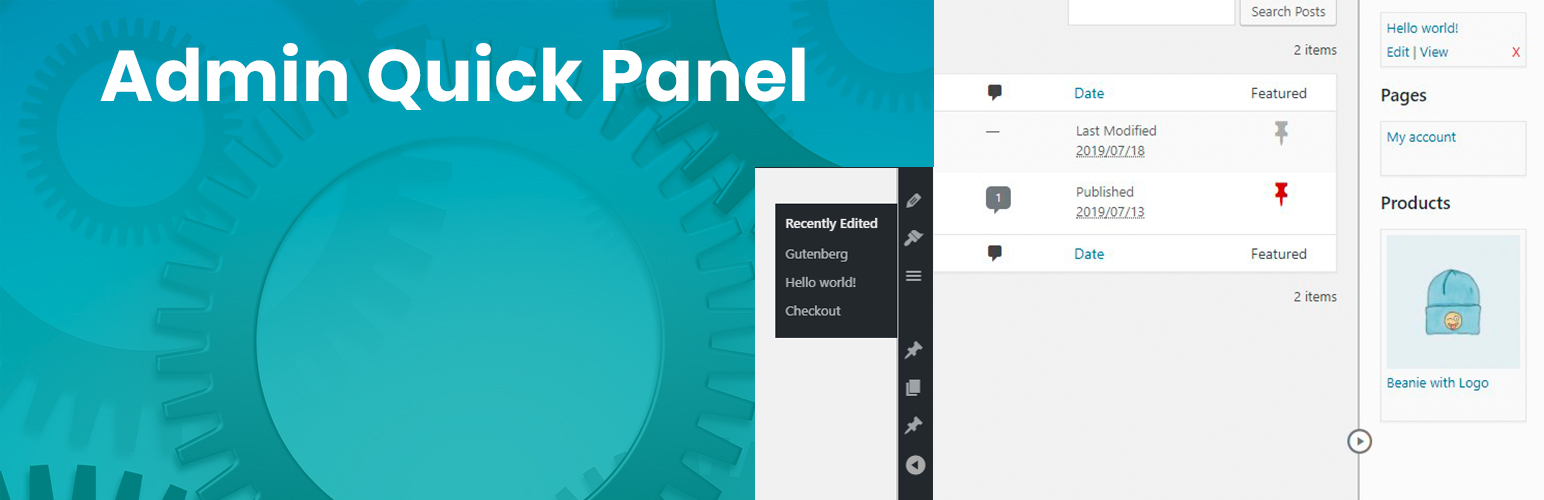 Admin Quick Panel
Recently Edited
Gutenberg
Hello world!
Checkout
Search Posts
2 items
Date
Featured
—
Last Modified
2019/07/18
1
Published
2019/07/13
Date
Featured
2 items
Hello world!
Edit | View
X
Pages
My account
Products
Beanie with Logo